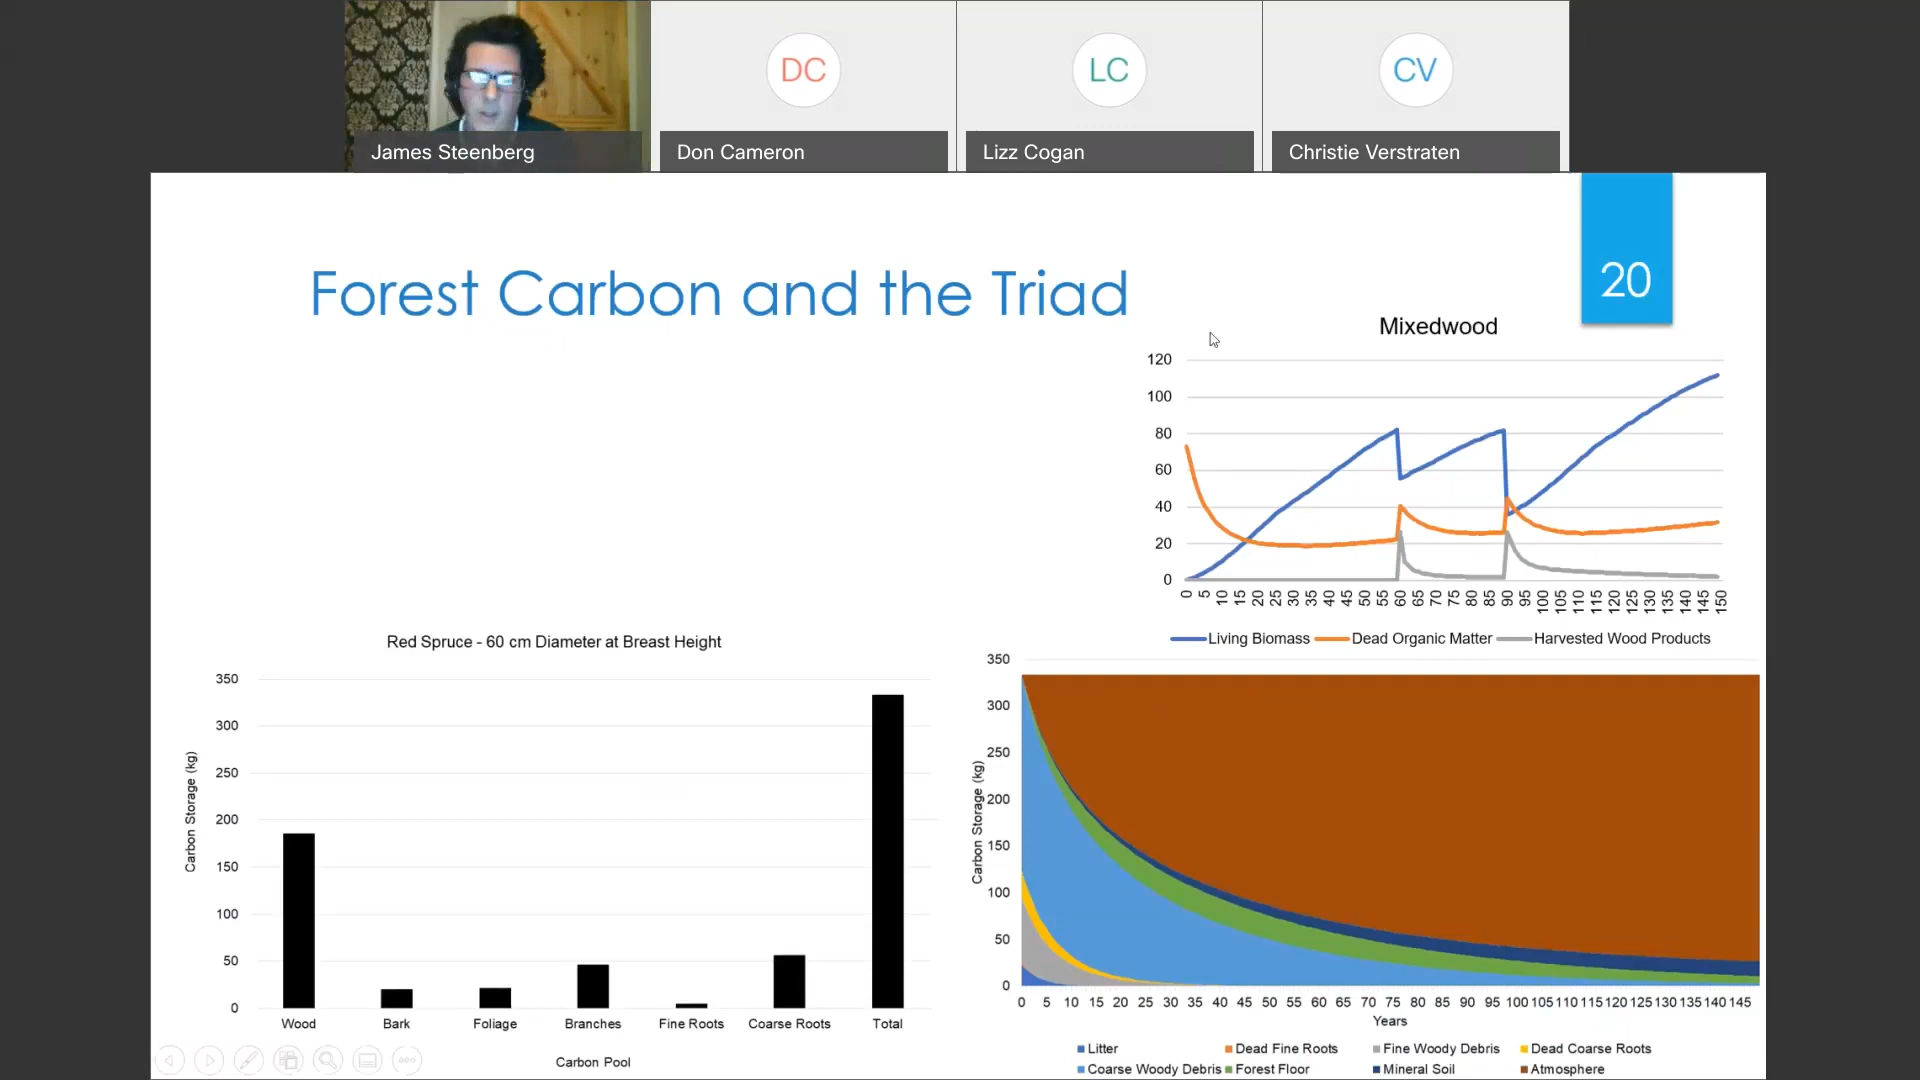 DC
LC
CV
James Steenberg
Don Cameron
Lizz Cogan
Christie Verstraten
Forest Carbon and the Triad
20
Mixedwood
120
100
80
60
40
20
0
0 5 10 15 20 25 30 35 40 45 50 55 60 65 70 75 80 85 90 95 100 105 110 115 120 125 130 135 140 145 150
Living Biomass Dead Organic Matter Harvested Wood Products
Red Spruce - 60 cm Diameter at Breast Height
Carbon Storage (kg)
350
300
250
200
150
100
50
0
Wood Bark Foliage Branches Fine Roots Coarse Roots Total
Carbon Pool
Carbon Storage (kg)
350
300
250
200
150
100
50
0
0 5 10 15 20 25 30 35 40 45 50 55 60 65 70 75 80 85 90 95 100 105 110 115 120 125 130 135 140 145
Years
Litter Dead Fine Roots Fine Woody Debris Dead Coarse Roots
Coarse Woody Debris Forest Floor Mineral Soil Atmosphere